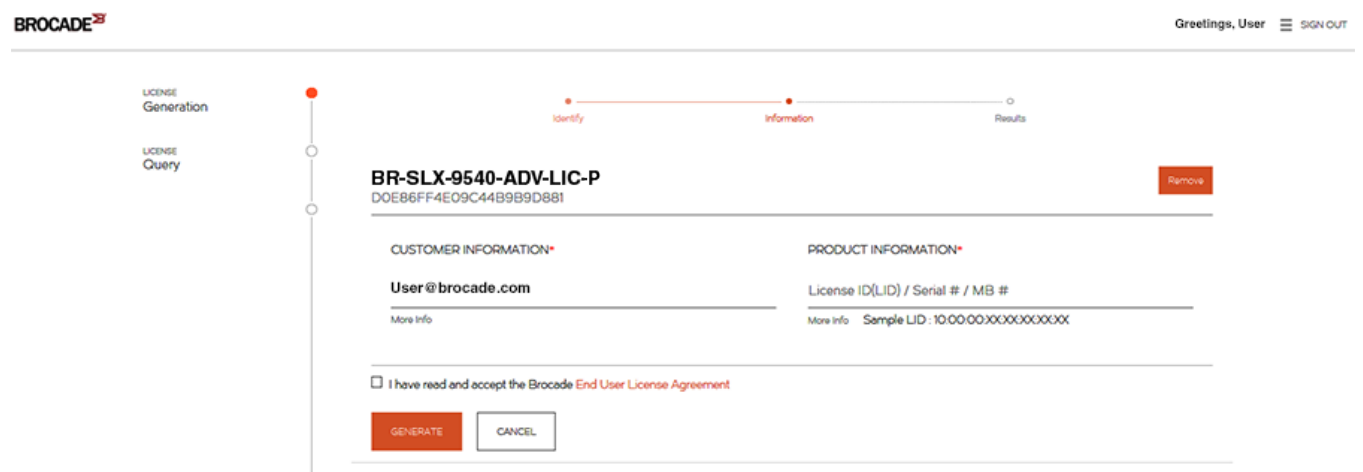 BROCADE
Greetings, User SIGN OUT
LICENSE
Generation
LICENSE
Query
Identify Information Results
BR-SLX-9540-ADV-LIC-P
D0E86FF4E09C44B9B9D881
Remove
CUSTOMER INFORMATION*
User@brocade.com
More Info
PRODUCT INFORMATION*
License ID(LID) / Serial # / MB #
More Info Sample LID : 10:00:00:XX:XX:XX:XX:XX
I have read and accept the Brocade End User License Agreement
GENERATE CANCEL